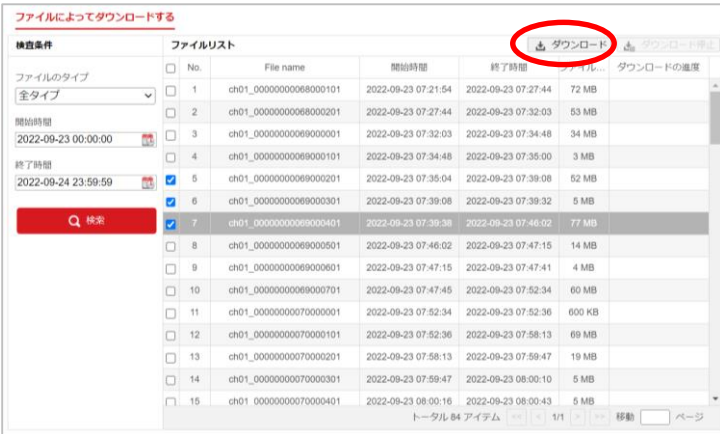 ファイルによってダウンロードする
検査条件
ファイルのタイプ
全タイプ
開始時間
2022-09-23 00:00:00
終了時間
2022-09-24 23:59:59
検索
ファイルリスト
ダウンロード ダウンロード停止
No. File name 開始時間 終了時間 ファイル... ダウンロードの進度
1 ch01_00000000068000101 2022-09-23 07:21:54 2022-09-23 07:27:44 72 MB
2 ch01_00000000068000201 2022-09-23 07:27:44 2022-09-23 07:32:03 53 MB
3 ch01_00000000069000001 2022-09-23 07:32:03 2022-09-23 07:34:48 34 MB
4 ch01_00000000069000101 2022-09-23 07:34:48 2022-09-23 07:35:00 3 MB
5 ch01_00000000069000201 2022-09-23 07:35:04 2022-09-23 07:39:08 52 MB
6 ch01_00000000069000301 2022-09-23 07:39:08 2022-09-23 07:39:32 5 MB
7 ch01_00000000069000401 2022-09-23 07:39:38 2022-09-23 07:46:02 77 MB
8 ch01_00000000069000501 2022-09-23 07:46:02 2022-09-23 07:47:15 14 MB
9 ch01_00000000069000601 2022-09-23 07:47:15 2022-09-23 07:47:41 4 MB
10 ch01_00000000069000701 2022-09-23 07:47:45 2022-09-23 07:52:34 60 MB
11 ch01_00000000070000001 2022-09-23 07:52:34 2022-09-23 07:52:36 600 KB
12 ch01_00000000070000101 2022-09-23 07:52:36 2022-09-23 07:58:13 69 MB
13 ch01_00000000070000201 2022-09-23 07:58:13 2022-09-23 07:59:47 19 MB
14 ch01_00000000070000301 2022-09-23 07:59:47 2022-09-23 08:00:10 5 MB
15 ch01_00000000070000401 2022-09-23 08:00:16 2022-09-23 08:00:43 5 MB
トータル 84 アイテム << < 1/1 > >> 移動 ページ